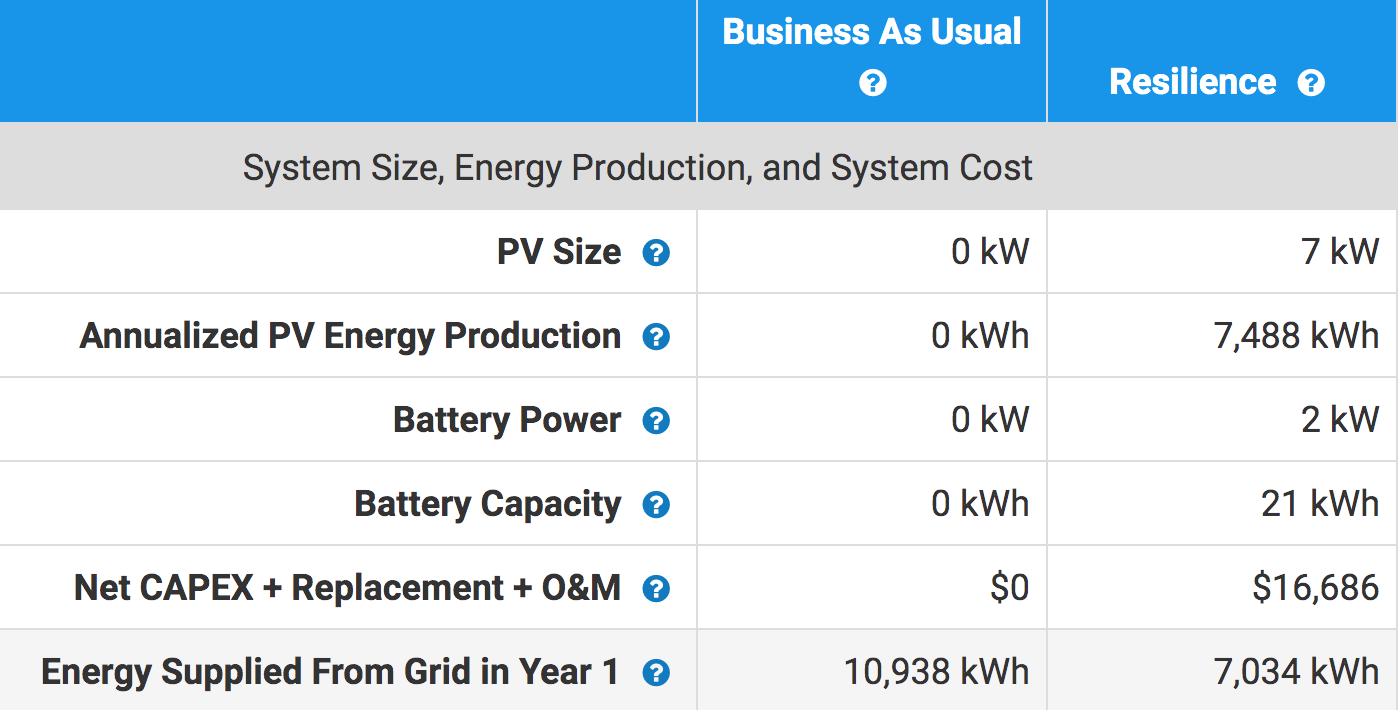 Business As Usual
?
Resilience ?
System Size, Energy Production, and System Cost
PV Size ? 0 kW 7 kW
Annualized PV Energy Production ? 0 kWh 7,488 kWh
Battery Power ? 0 kW 2 kW
Battery Capacity ? 0 kWh 21 kWh
Net CAPEX + Replacement + O&M ? $0 $16,686
Energy Supplied From Grid in Year 1 ? 10,938 kWh 7,034 kWh